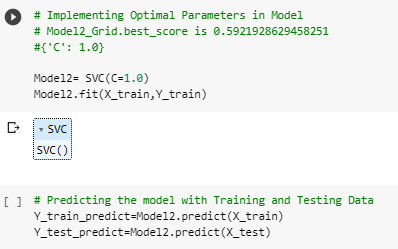 # Implementing Optimal Parameters in Model
# Model2_Grid.best_score is 0.5921928629458251
#{'C': 1.0}
Model2= SVC(C=1.0)
Model2.fit(X_train,Y_train)
▾ SVC
SVC()
[ ] # Predicting the model with Training and Testing Data
Y_train_predict=Model2.predict(X_train)
Y_test_predict=Model2.predict(X_test)